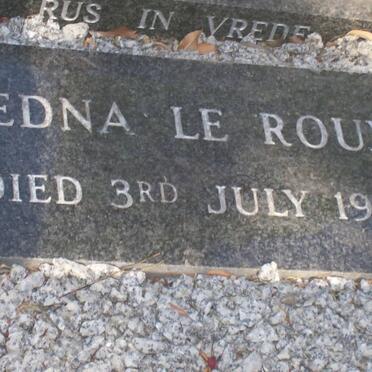 RUS IN VREDE
EDNA LE ROU
DIED 3RD JULY 19